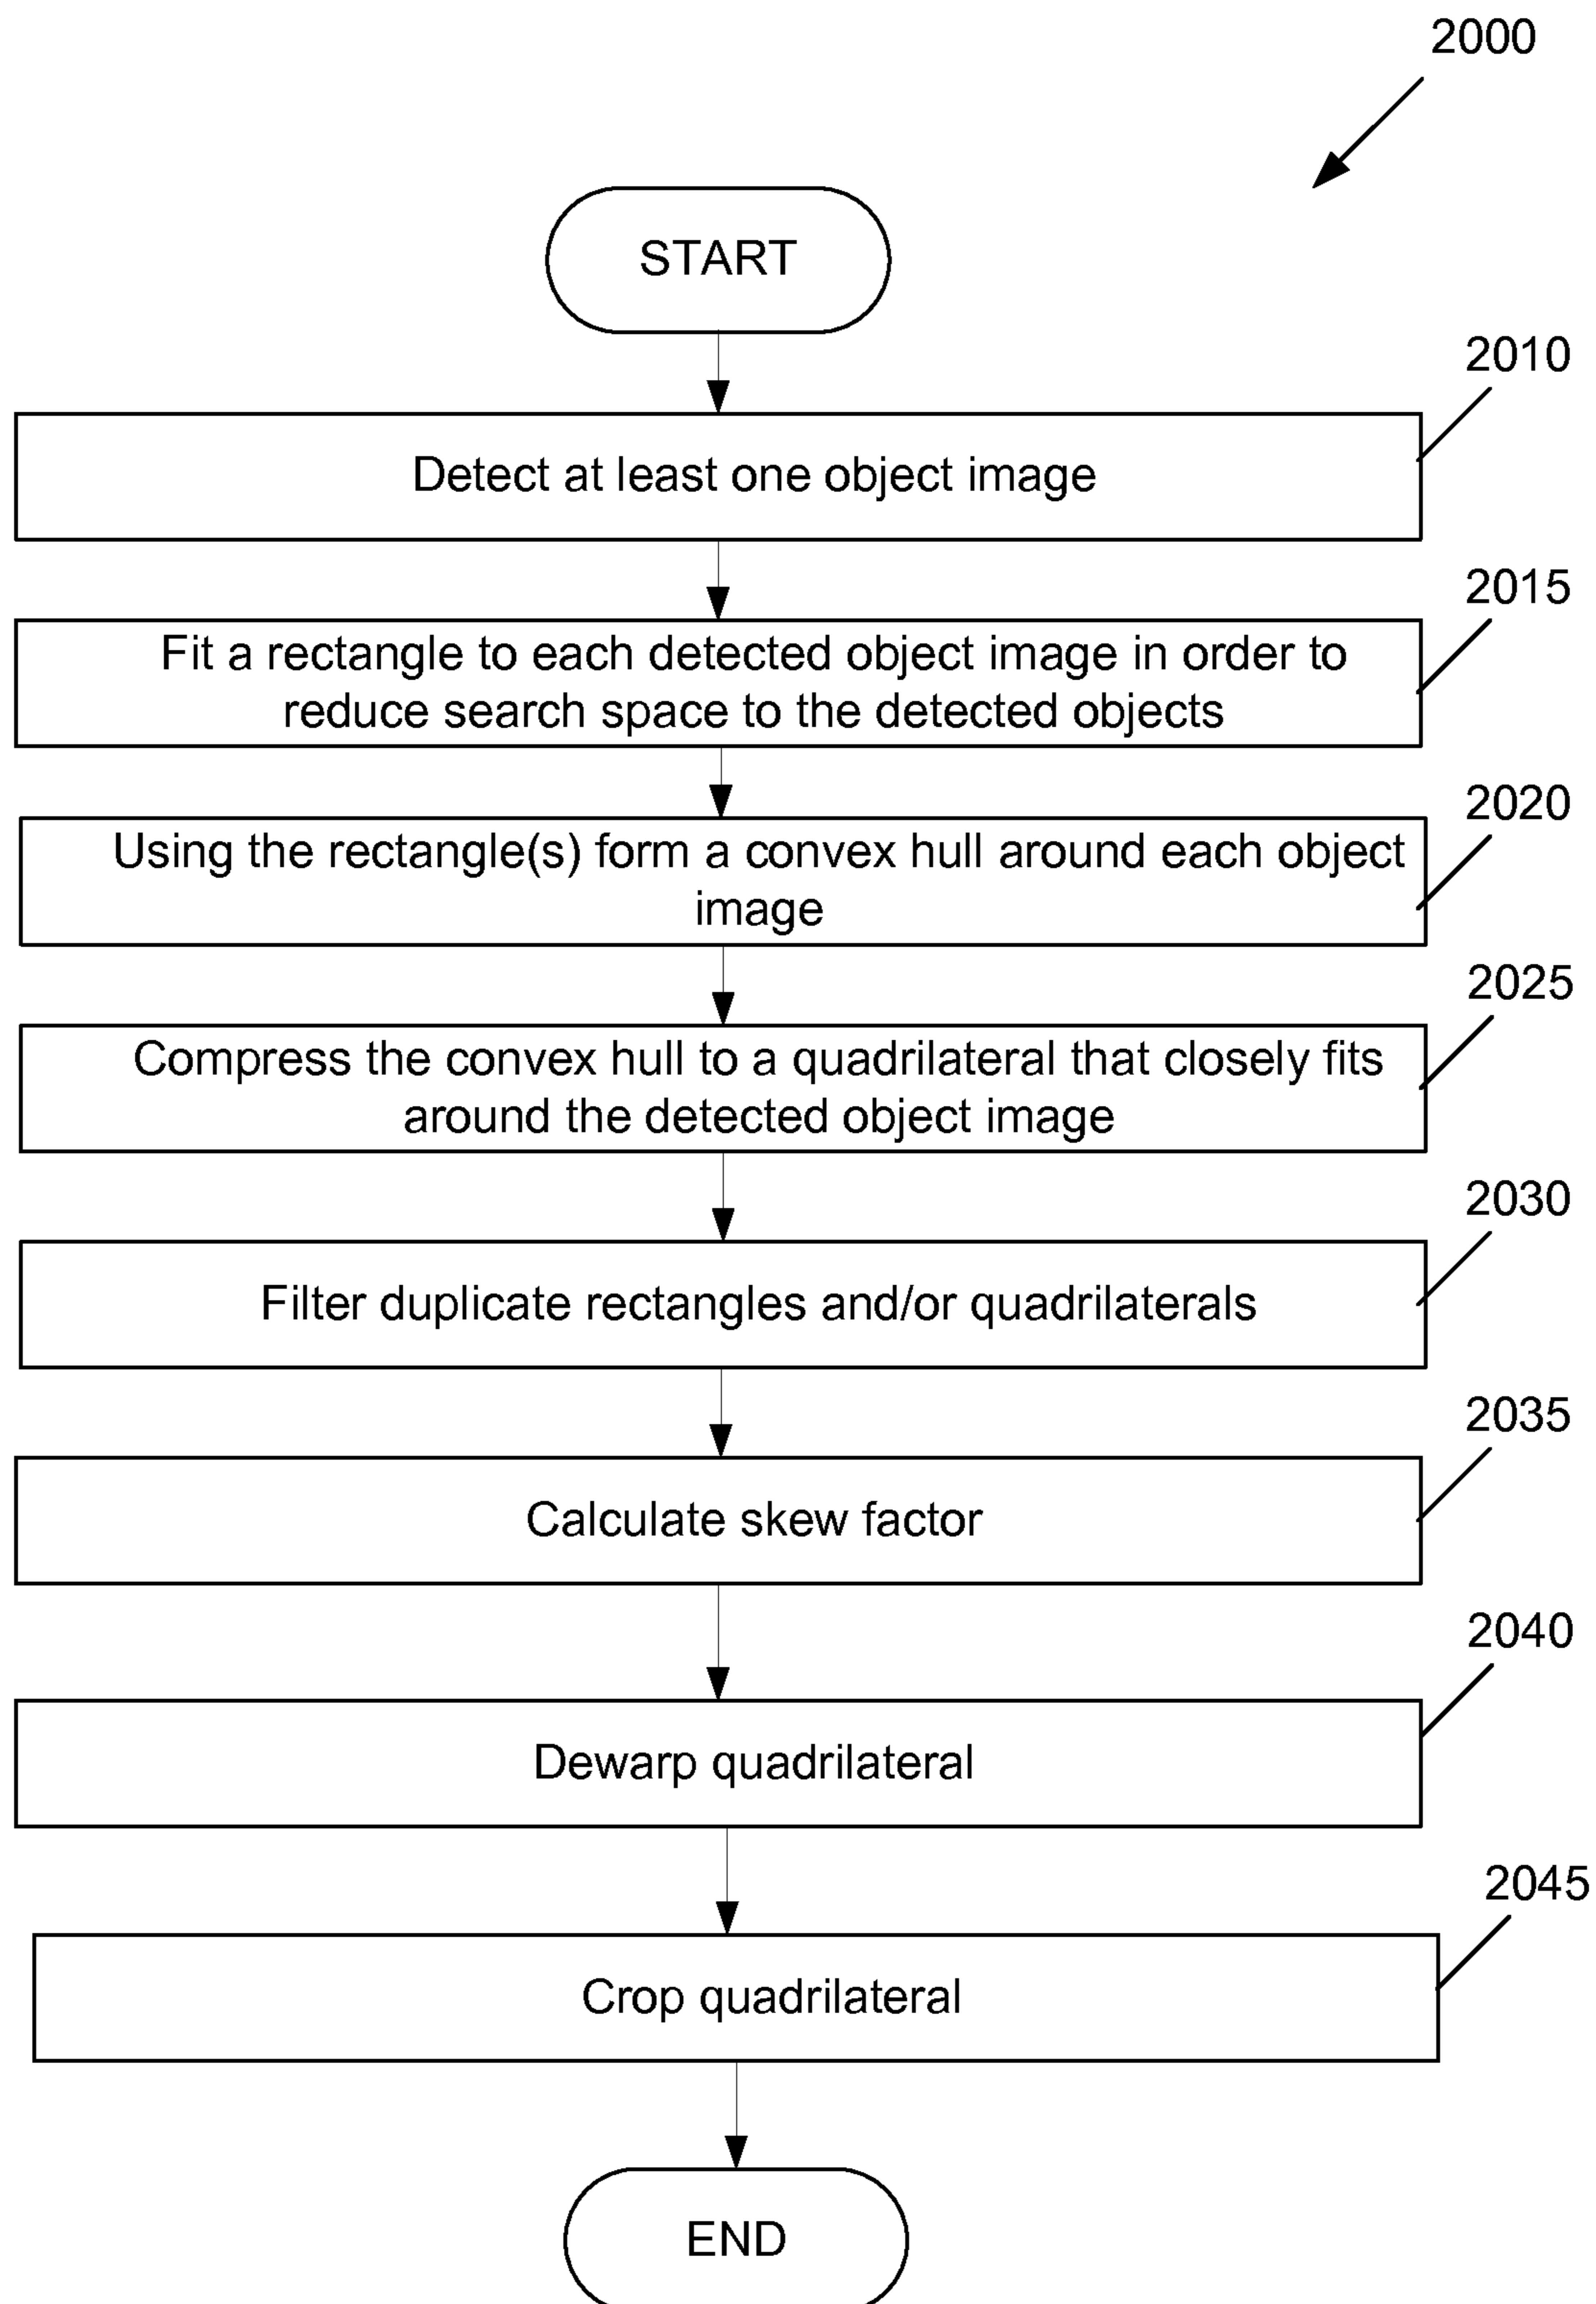 2000
START
2010
Detect at least one object image
2015
Fit a rectangle to each detected object image in order to
reduce search space to the detected objects
2020
Using the rectangle(s) form a convex hull around each object
image
2025
Compress the convex hull to a quadrilateral that closely fits
around the detected object image
2030
Filter duplicate rectangles and/or quadrilaterals
2035
Calculate skew factor
2040
Dewarp quadrilateral
2045
Crop quadrilateral
END